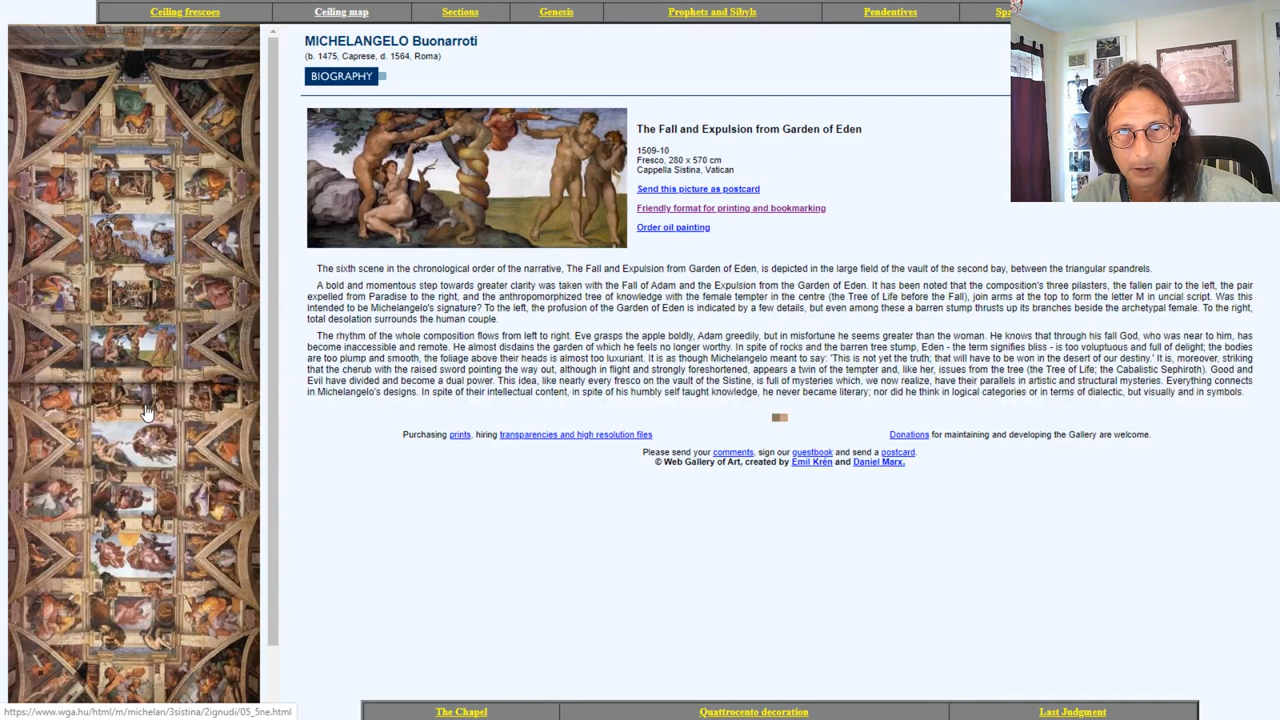 Ceiling frescoes Ceiling map Sections Genesis Prophets and Sibyls Pendentives
MICHELANGELO Buonarroti
(b. 1475, Caprese, d. 1564, Roma)
BIOGRAPHY
The Fall and Expulsion from Garden of Eden
1509-10
Fresco, 280 x 570 cm
Cappella Sistina, Vatican
Send this picture as postcard
Friendly format for printing and bookmarking
Order oil painting
The sixth scene in the chronological order of the narrative, The Fall and Expulsion from Garden of Eden, is depicted in the large field of the vault of the second bay, between the triangular spandrels.
A bold and momentous step towards greater clarity was taken with the Fall of Adam and the Expulsion from the Garden of Eden. It has been noted that the composition's three pilasters, the fallen pair to the left, the pair
expelled from Paradise to the right, and the anthropomorphized tree of knowledge with the female tempter in the centre (the Tree of Life before the Fall), join arms at the top to form the letter M in uncial script. Was this
intended to be Michelangelo's signature? To the left, the profusion of the Garden of Eden is indicated by a few details, but even among these a barren stump thrusts up its branches beside the archetypal female. To the right,
total desolation surrounds the human couple.
The rhythm of the whole composition flows from left to right. Eve grasps the apple boldly, Adam greedily, but in misfortune he seems greater than the woman. He knows that through his fall God, who was near to him, has
become inaccessible and remote. He almost disdains the garden of which he feels no longer worthy. In spite of rocks and the barren tree stump, Eden - the term signifies bliss - is too voluptuous and full of delight; the bodies
are too plump and smooth, the foliage above their heads is almost too luxuriant. It is as though Michelangelo meant to say: 'This is not yet the truth; that will have to be won in the desert of our destiny.' It is, moreover, striking
that the cherub with the raised sword pointing the way out, although in flight and strongly foreshortened, appears a twin of the tempter and, like her, issues from the tree (the Tree of Life; the Cabalistic Sephiroth). Good and
Evil have divided and become a dual power. This idea, like nearly every fresco on the vault of the Sistine, is full of mysteries which, we now realize, have their parallels in artistic and structural mysteries. Everything connects
in Michelangelo's designs. In spite of their intellectual content, in spite of his humbly self taught knowledge, he never became literary; nor did he think in logical categories or in terms of dialectic, but visually and in symbols.
Purchasing prints, hiring transparencies and high resolution files Donations for maintaining and developing the Gallery are welcome.
Please send your comments, sign our guestbook and send a postcard.
© Web Gallery of Art, created by Emil Krén and Daniel Marx.
https://www.wga.hu/html/m/michelan/3sistina/2ignudi/05_5ne.html
The Chapel Quattrocento decoration Last Judgment